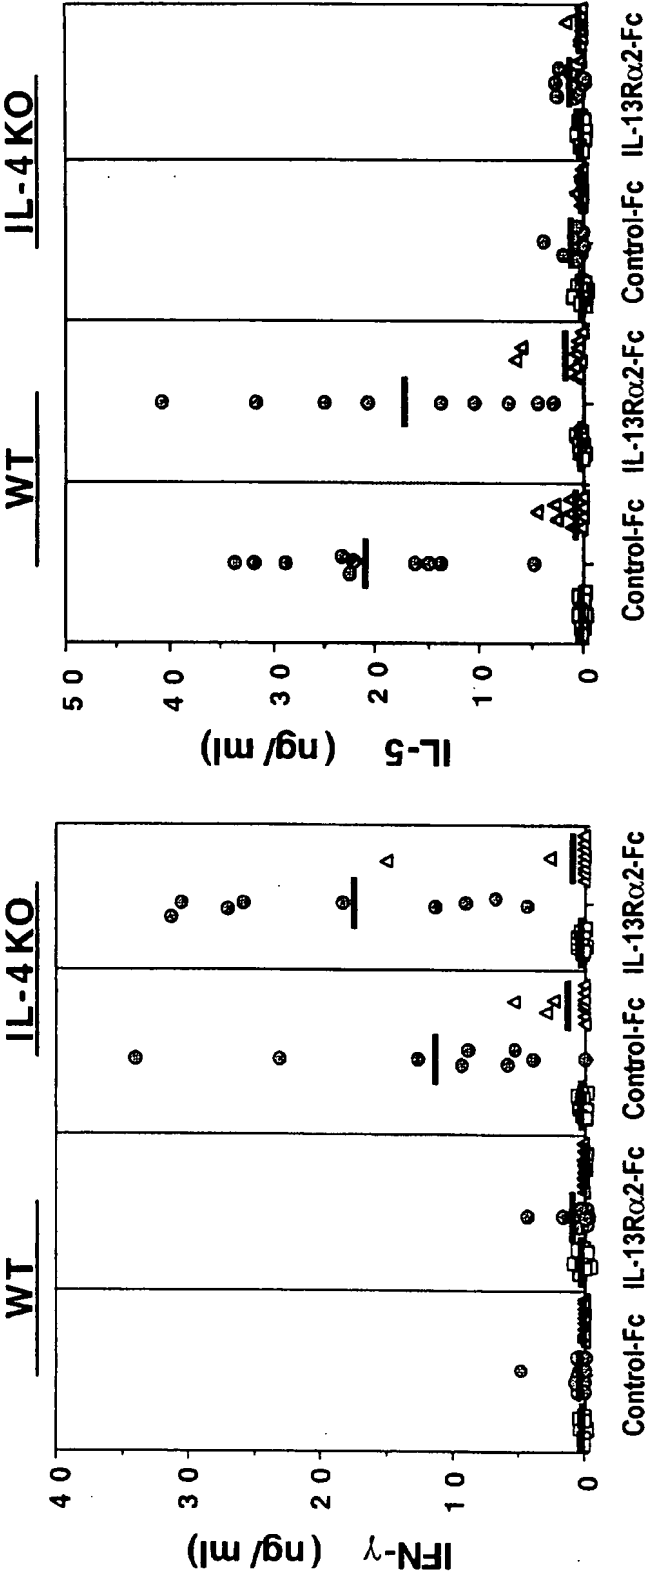 WT
IL-4 KO
IFN-γ (ng/ml)
40
30
20
10
0
Control-Fc IL-13Rα2-Fc Control-Fc IL-13Rα2-Fc
WT
IL-4 KO
IL-5 (ng/ml)
50
40
30
20
10
0
Control-Fc IL-13Rα2-Fc Control-Fc IL-13Rα2-Fc